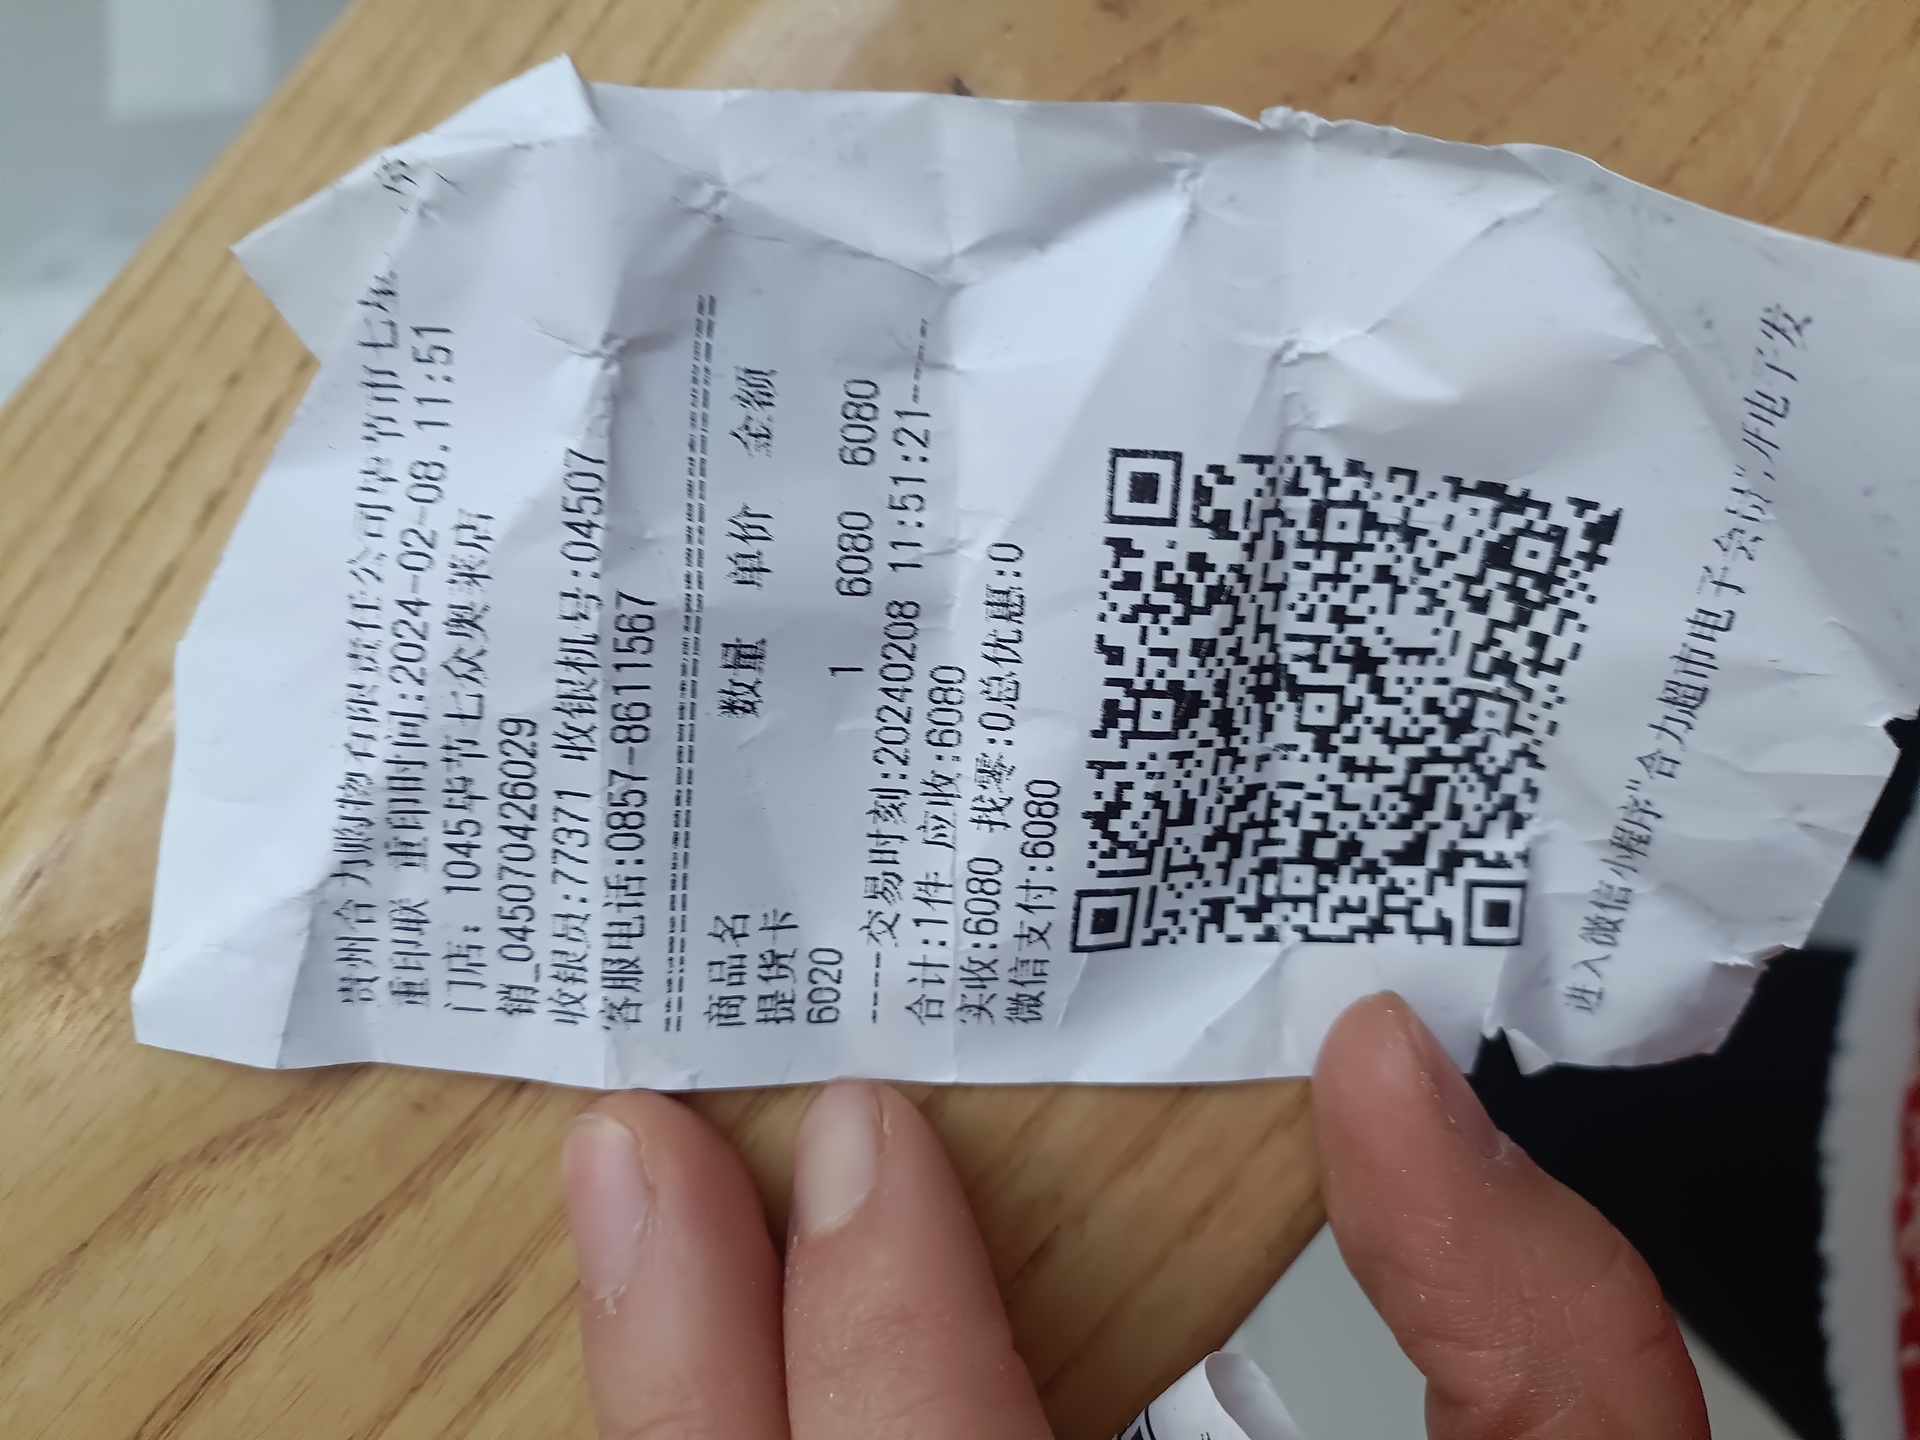 贵州合力购物有限责任公司毕节市七星
重印联 重印时间:2024-02-08.11:51
门店: 1045毕节七众奥莱店
销_045070426029
收银员:77371 收银机号:04507
客服电话:0857-8611567
商品名 数量 单价 金额
提货卡
6020 1 6080 6080
----交易时刻:20240208 11:51:21----
合计:1件 应收:6080
实收:6080 找零:0总优惠:0
微信支付:6080
进入微信小程序"合力超市电子会员",开电子发